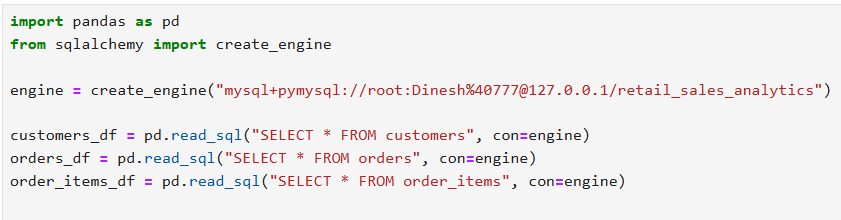 import pandas as pd
from sqlalchemy import create_engine
engine = create_engine("mysql+pymysql://root:Dinesh%40777@127.0.0.1/retail_sales_analytics")
customers_df = pd.read_sql("SELECT * FROM customers", con=engine)
orders_df = pd.read_sql("SELECT * FROM orders", con=engine)
order_items_df = pd.read_sql("SELECT * FROM order_items", con=engine)